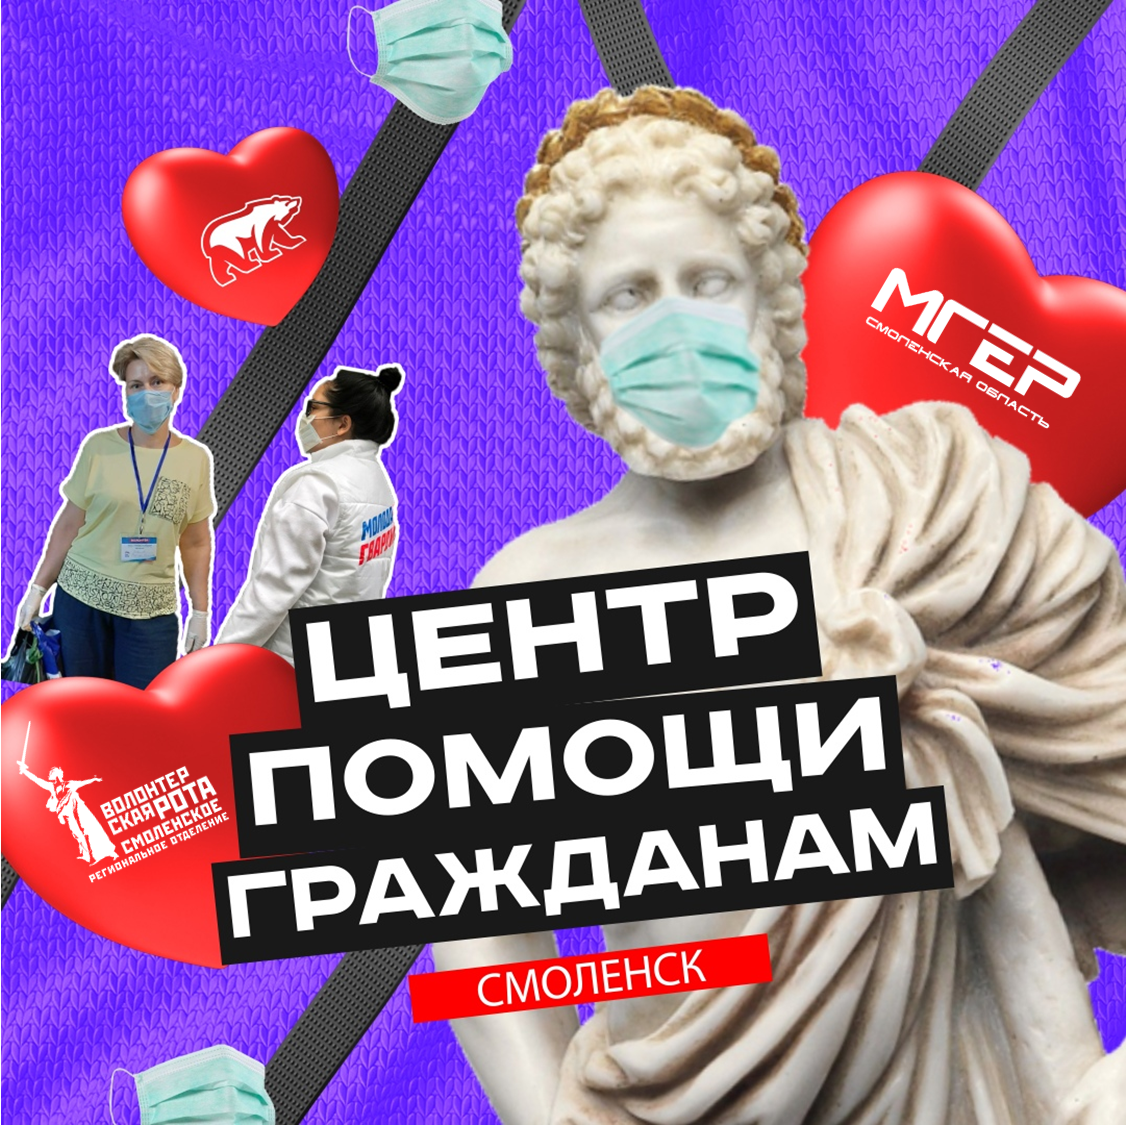 МГЕР
СМОЛЕНСКАЯ ОБЛАСТЬ
ЦЕНТР
ПОМОЩИ
ГРАЖДАНАМ
СМОЛЕНСК
ВОЛОНТЕР
СКАЯ РОТА
СМОЛЕНСКОЕ
РЕГИОНАЛЬНОЕ ОТДЕЛЕНИЕ